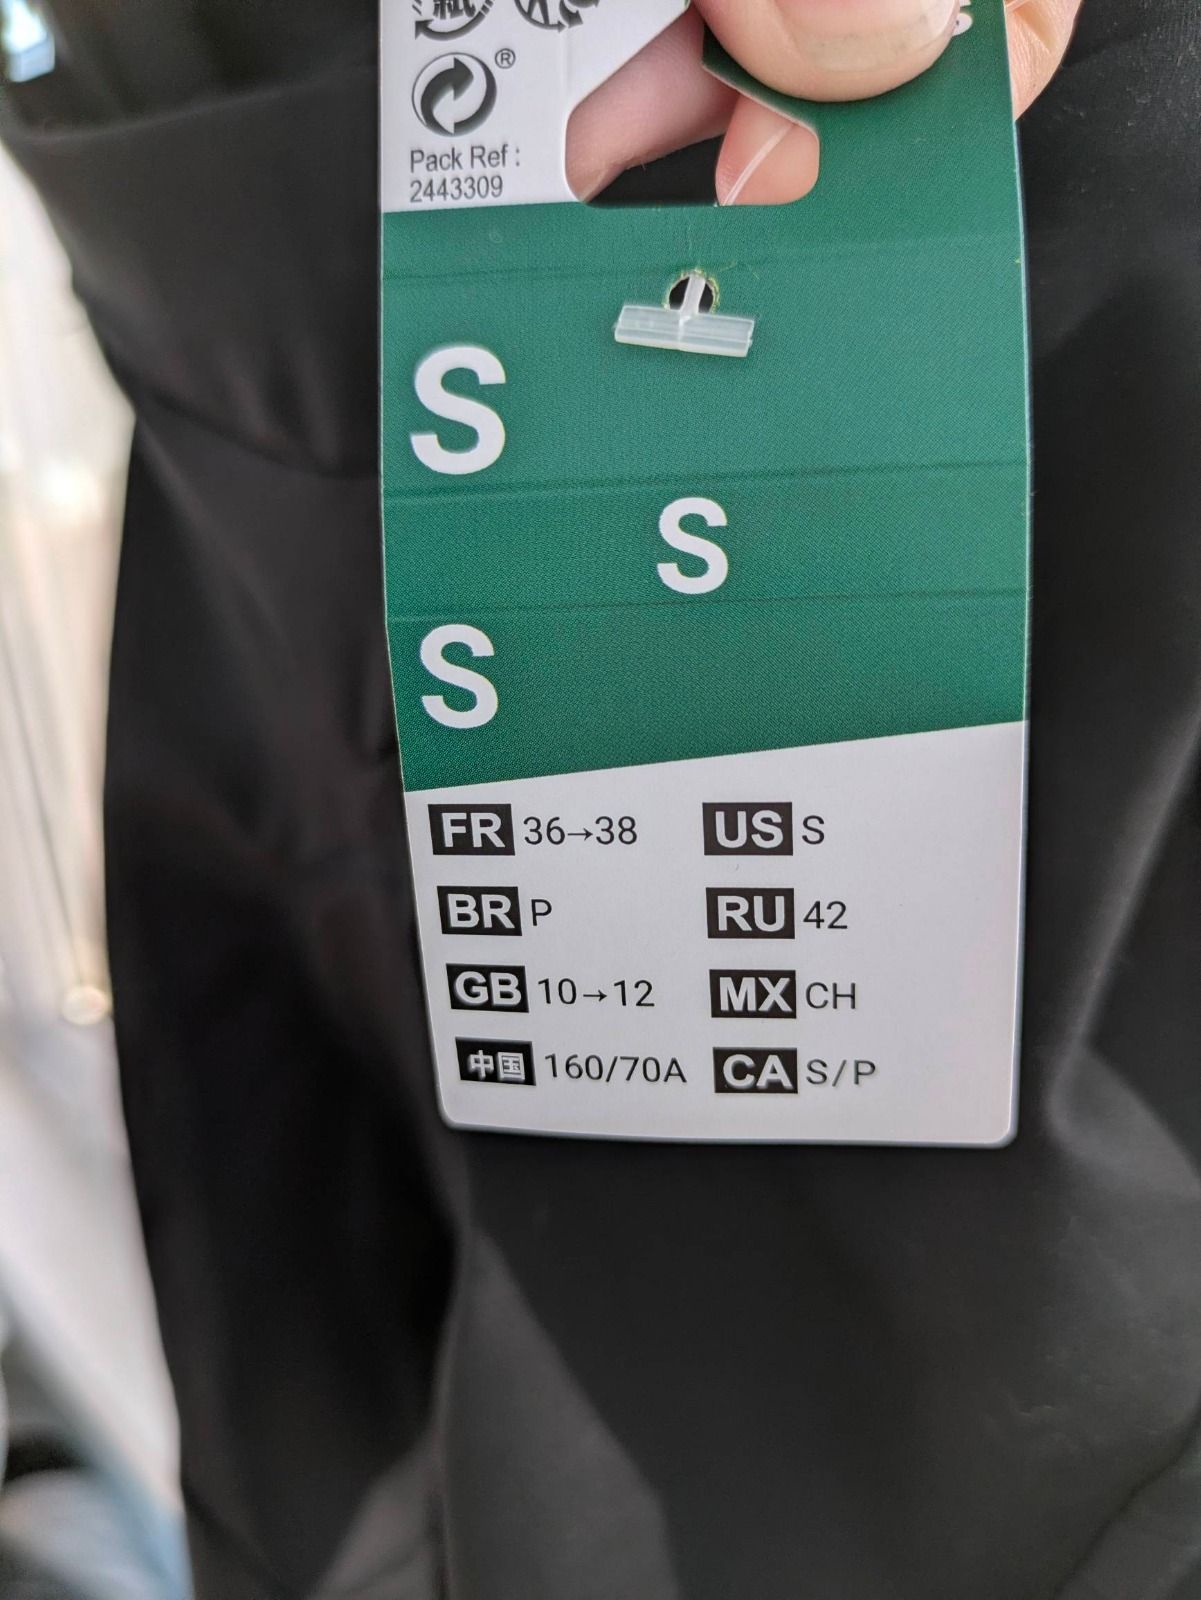 紙
®
Pack Ref :
2443309
S
S
S
S
FR 36→38 US S
BR P RU 42
GB 10→12 MX CH
中国 160/70A CA S/P